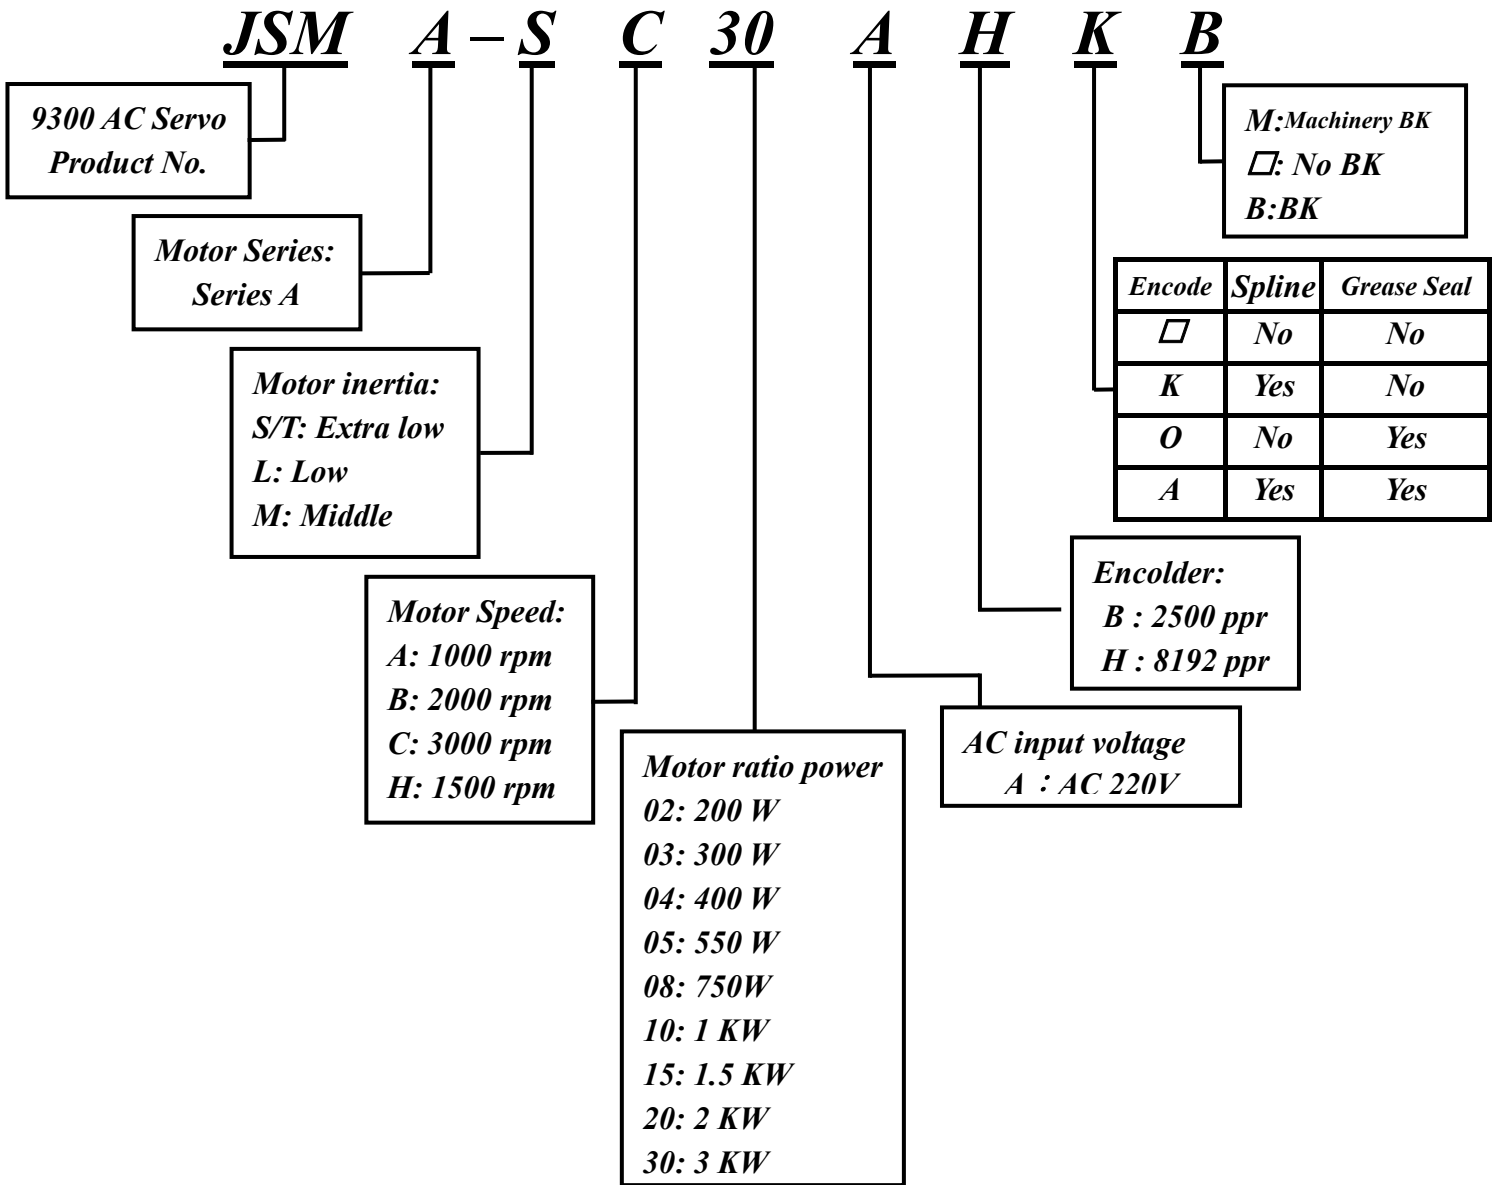 JSM A – S C 30 A H K B
9300 AC Servo
Product No.
Motor Series:
Series A
Motor inertia:
S/T: Extra low
L: Low
M: Middle
Motor Speed:
A: 1000 rpm
B: 2000 rpm
C: 3000 rpm
H: 1500 rpm
Motor ratio power
02: 200 W
03: 300 W
04: 400 W
05: 550 W
08: 750W
10: 1 KW
15: 1.5 KW
20: 2 KW
30: 3 KW
AC input voltage
A：AC 220V
Encolder:
B : 2500 ppr
H : 8192 ppr
Encode Spline Grease Seal
□ No No
K Yes No
O No Yes
A Yes Yes
M:Machinery BK
□: No BK
B:BK